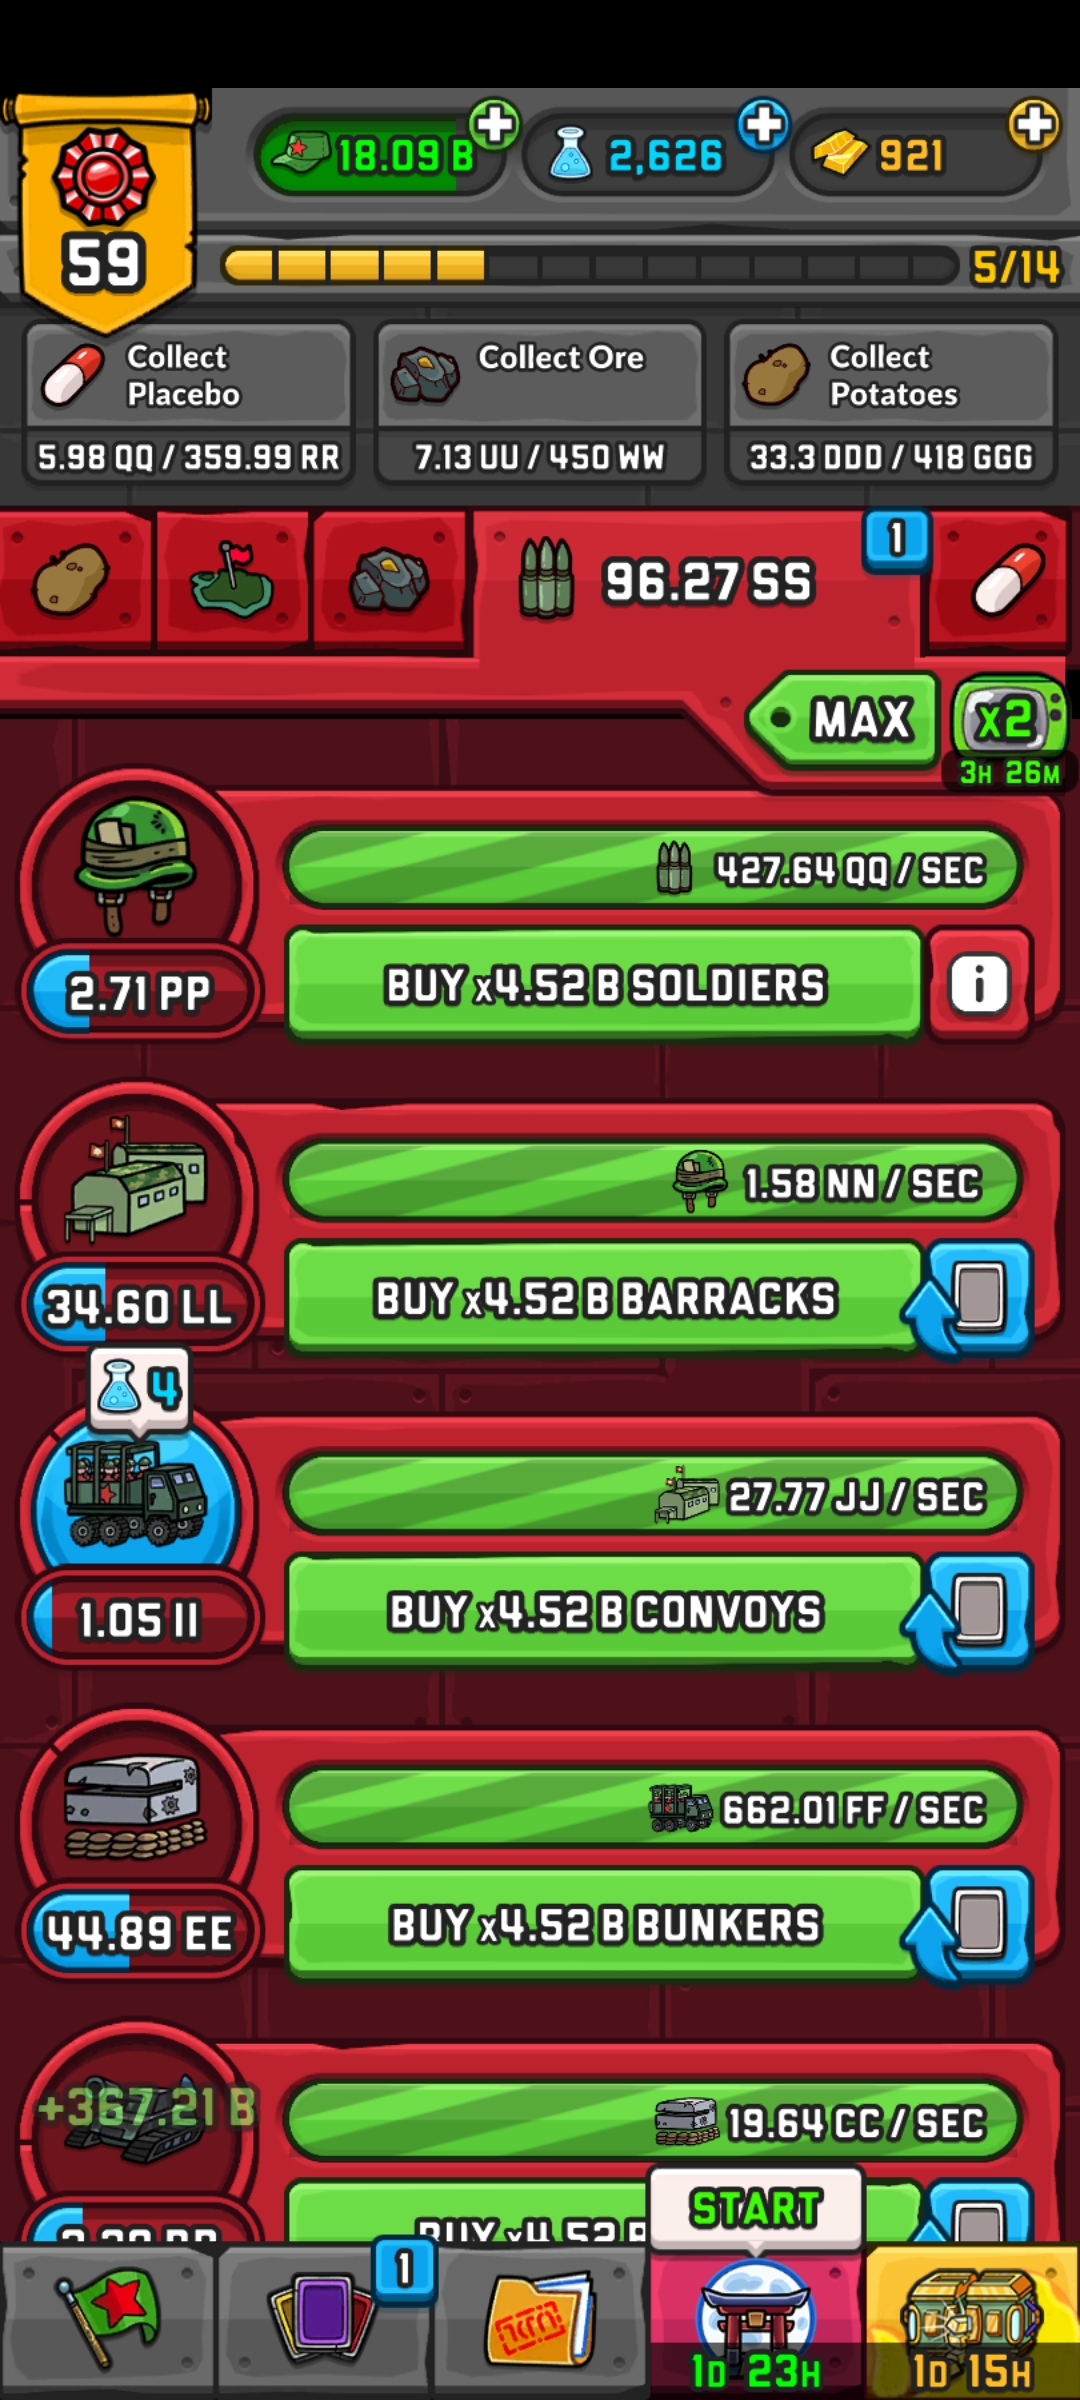 18.09 B
2,626
921
59
5/14
Collect
Placebo
5.98 QQ / 359.99 RR
Collect Ore
7.13 UU / 450 WW
Collect
Potatoes
33.3 DDD / 418 GGG
96.27 SS
1
MAX
x2
3H 26M
427.64 QQ / SEC
2.71 PP
BUY x4.52 B SOLDIERS
i
1.58 NN / SEC
34.60 LL
BUY x4.52 B BARRACKS
4
27.77 JJ / SEC
1.05 II
BUY x4.52 B CONVOYS
662.01 FF / SEC
44.89 EE
BUY x4.52 B BUNKERS
+367.21 B
19.64 CC / SEC
BUY x4.52 B
START
1
1D 23H
1D 15H